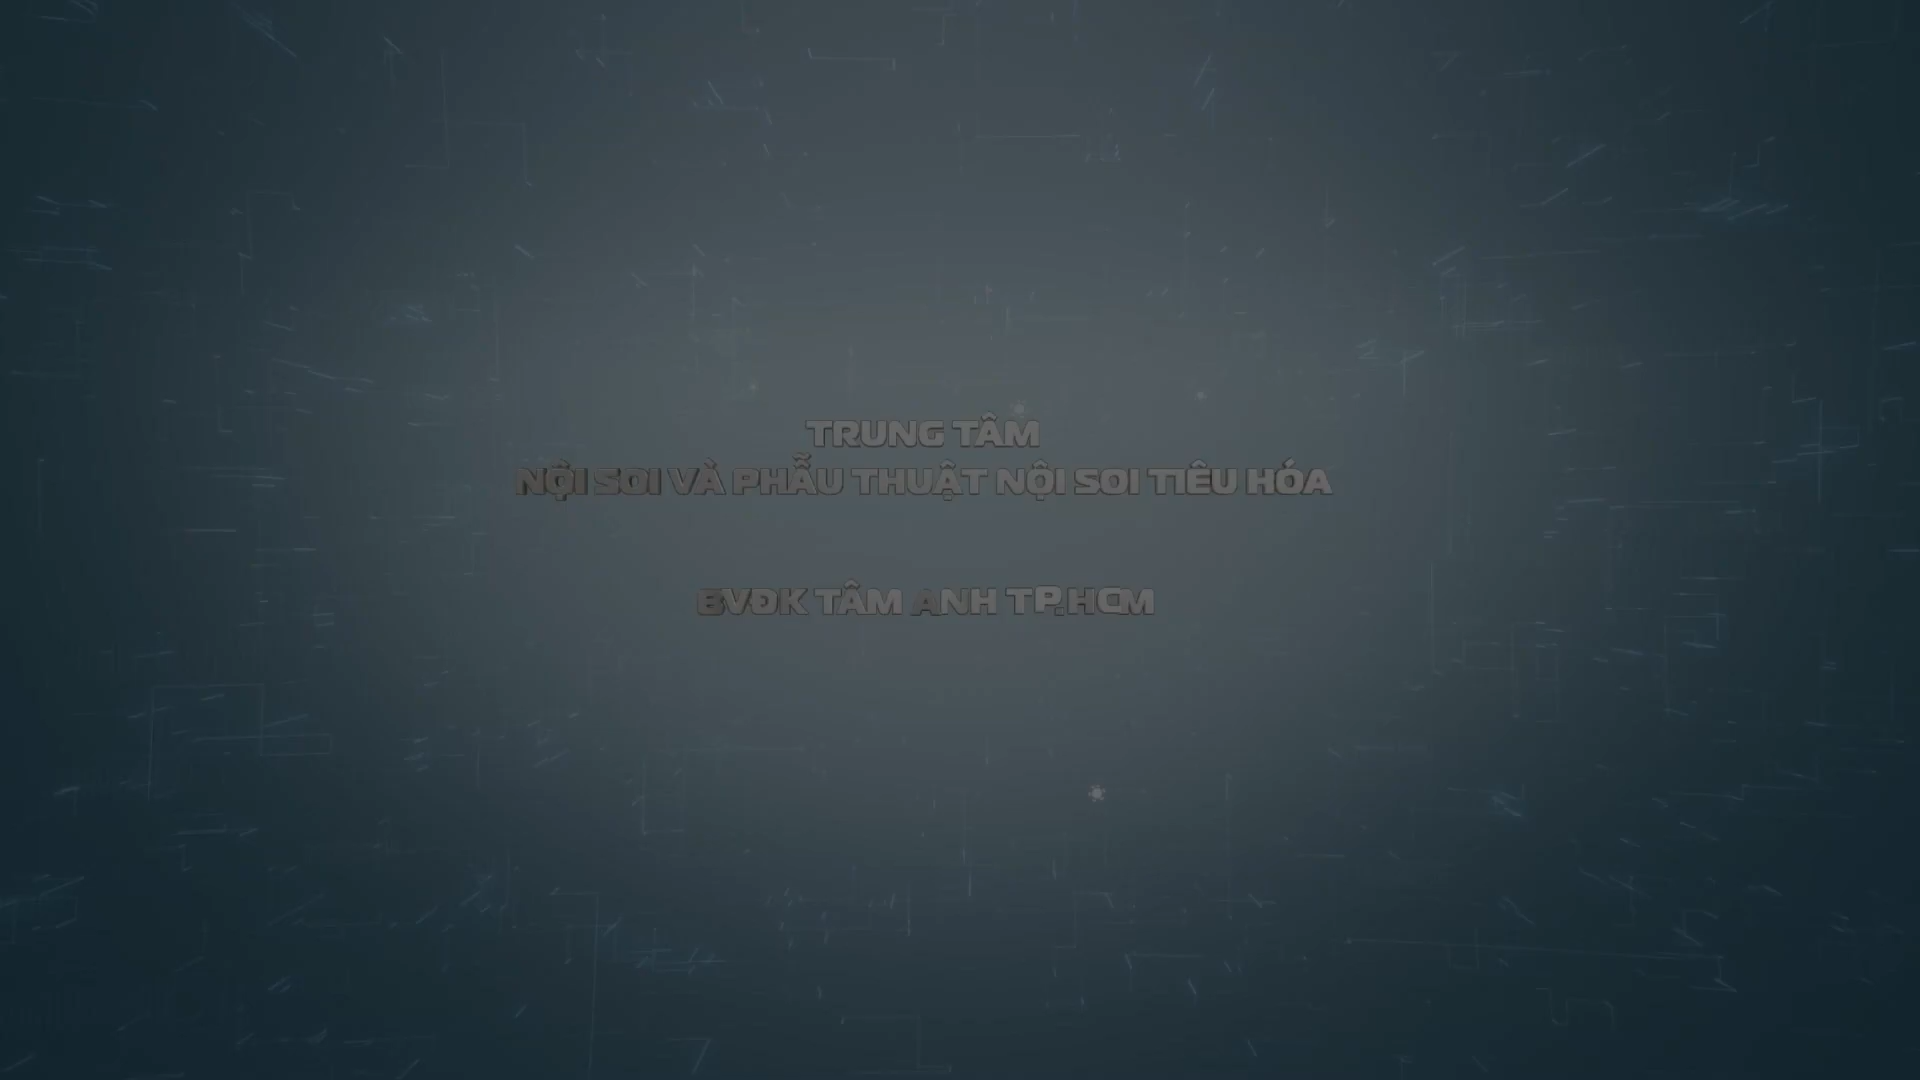 TRUNG TÂM
NỘI SOI VÀ PHẪU THUẬT NỘI SOI TIÊU HÓA
BVĐK TÂM ANH TP.HCM